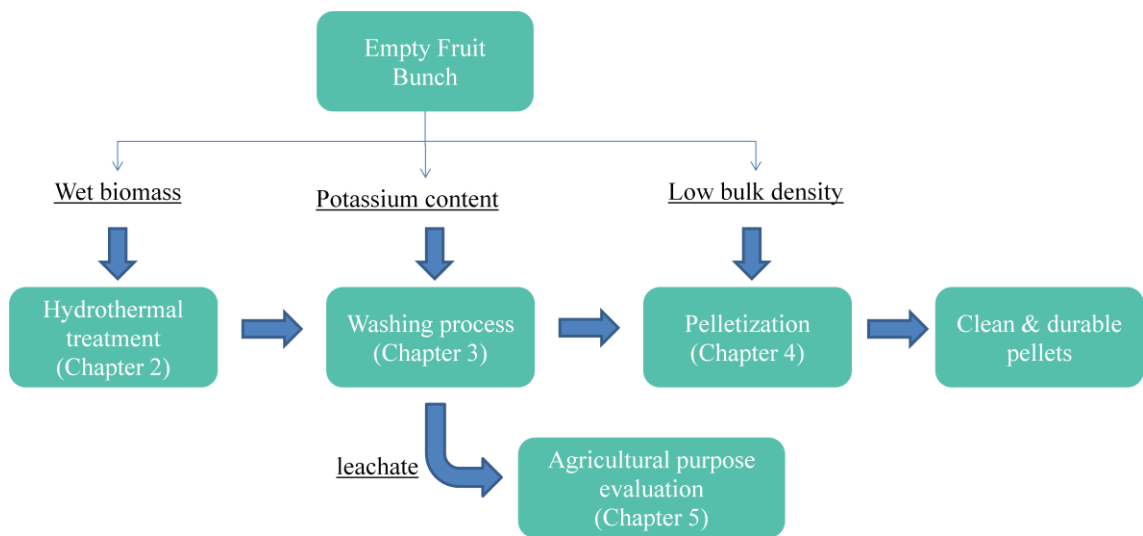 Empty Fruit
Bunch
Wet biomass
Potassium content
Low bulk density
Hydrothermal
treatment
(Chapter 2)
Washing process
(Chapter 3)
Pelletization
(Chapter 4)
Clean & durable
pellets
leachate
Agricultural purpose
evaluation
(Chapter 5)